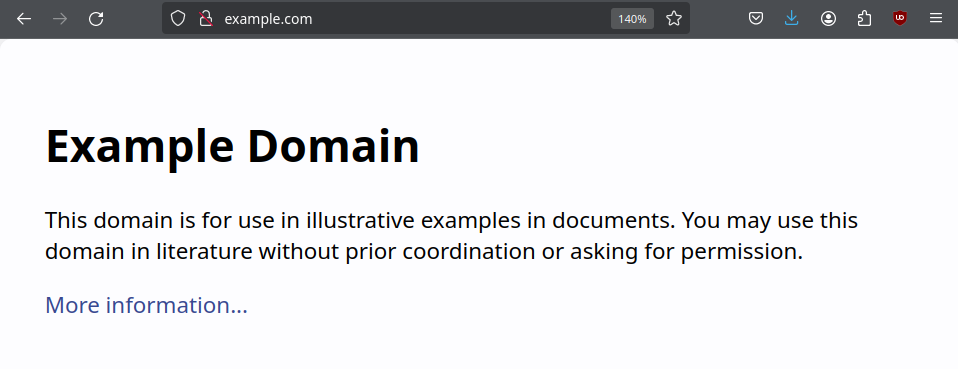 example.com
140%
Example Domain
This domain is for use in illustrative examples in documents. You may use this
domain in literature without prior coordination or asking for permission.
More information...